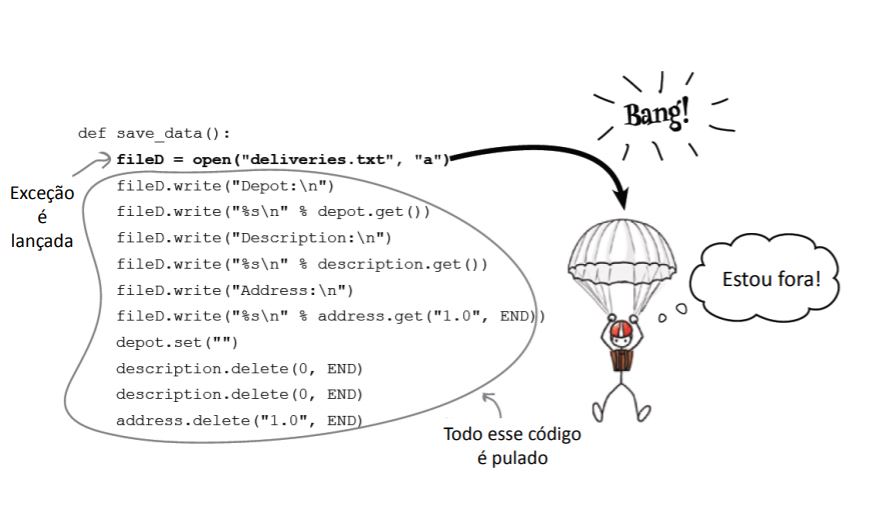 Bang!
def save_data():
fileD = open("deliveries.txt", "a")
fileD.write("Depot:\n")
fileD.write("%s\n" % depot.get())
fileD.write("Description:\n")
fileD.write("%s\n" % description.get())
fileD.write("Address:\n")
fileD.write("%s\n" % address.get("1.0", END))
depot.set("")
description.delete(0, END)
description.delete(0, END)
address.delete("1.0", END)
Exceção
é
lançada
Estou fora!
Todo esse código
é pulado